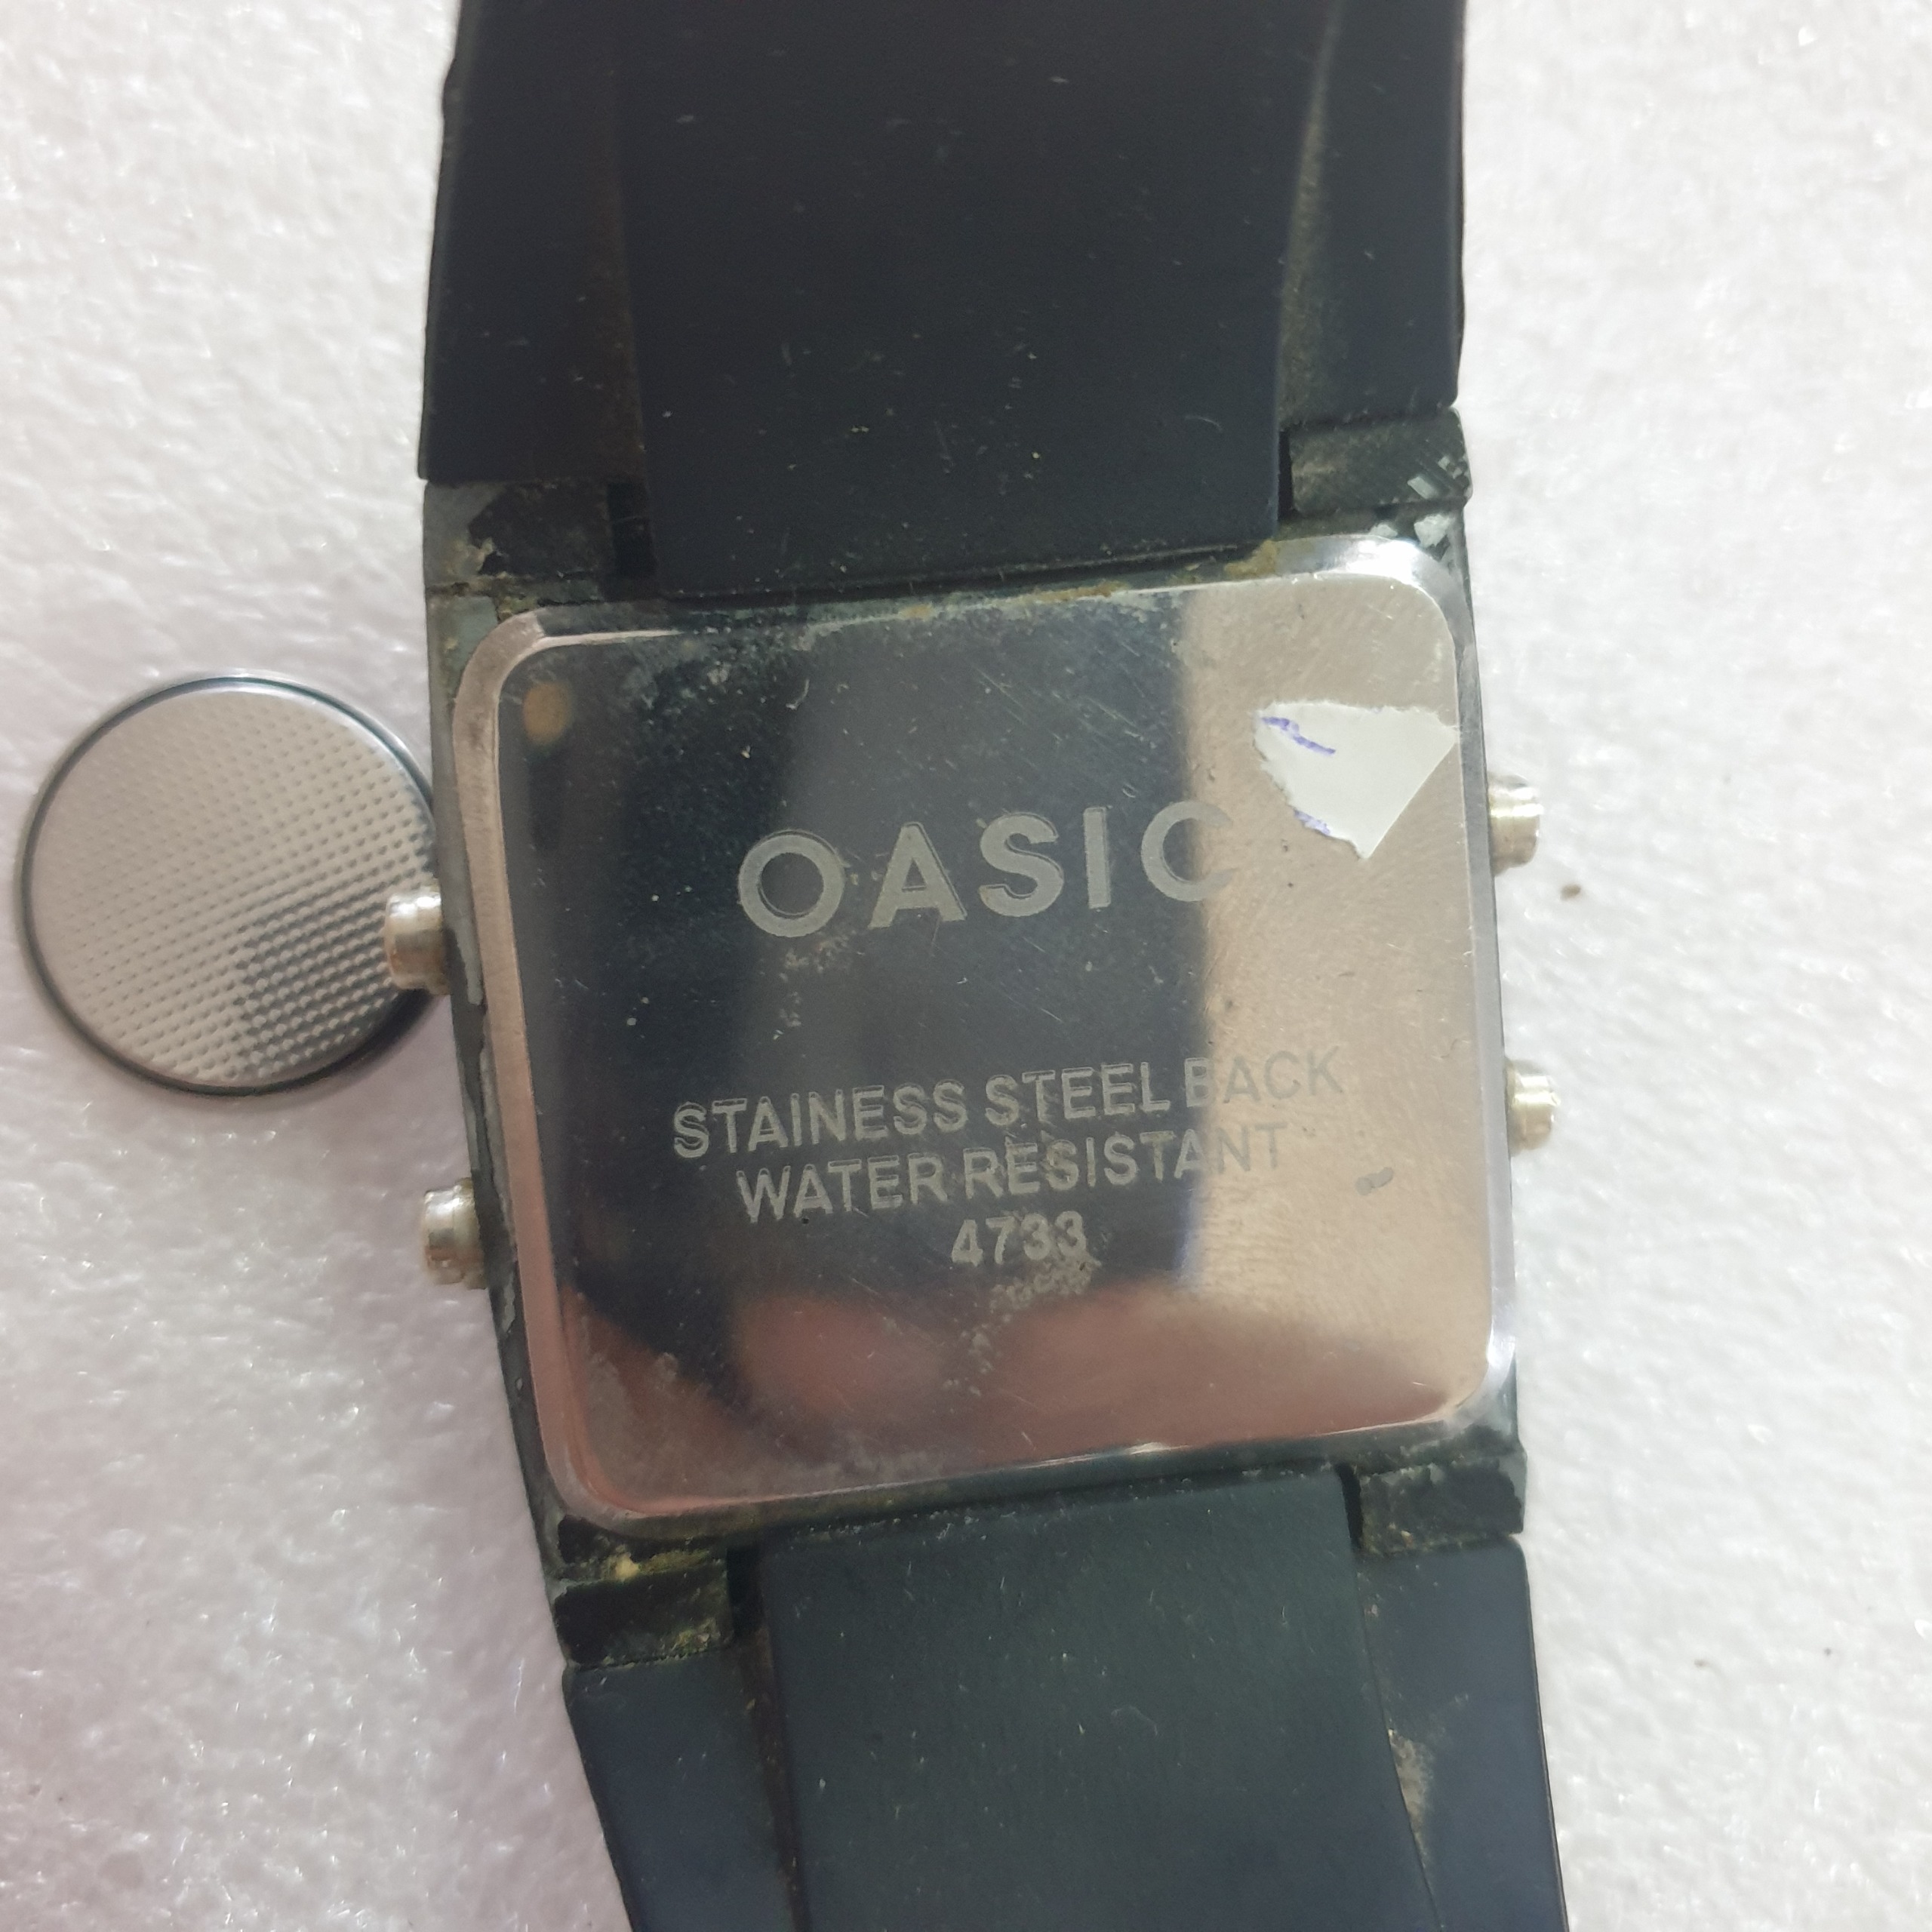 OASIC
STAINESS STEEL BACK
WATER RESISTANT
4733